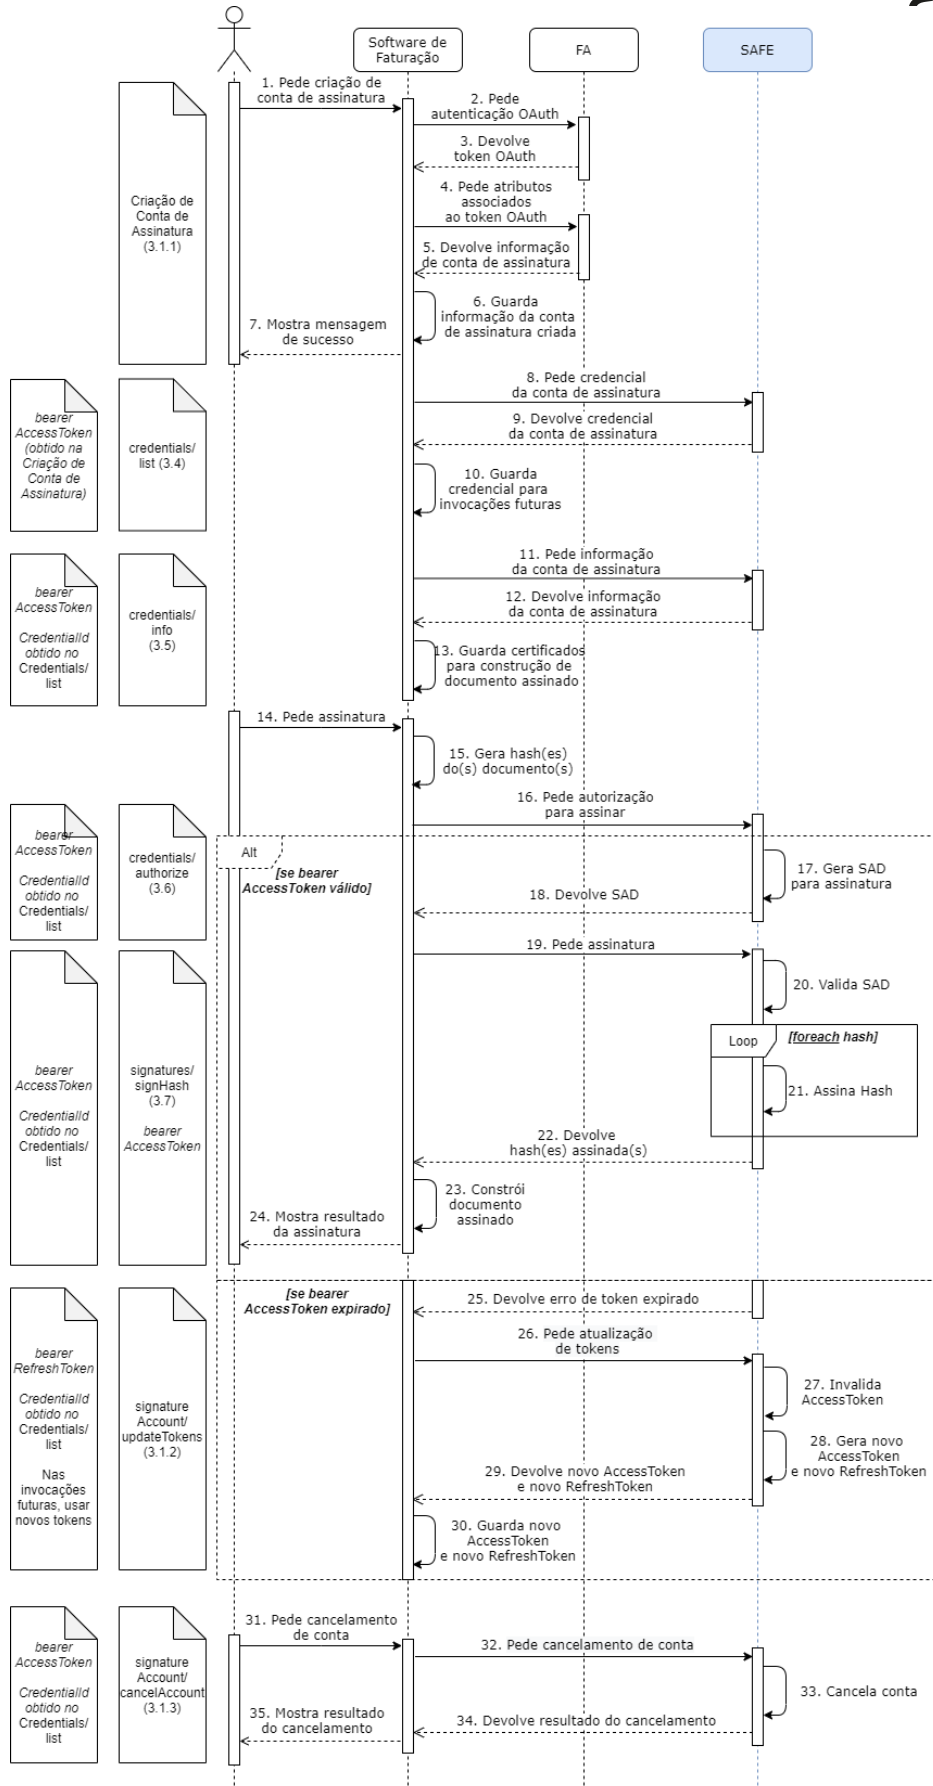 Software de
Faturação
FA
SAFE
1. Pede criação de
conta de assinatura
2. Pede
autenticação OAuth
3. Devolve
token OAuth
4. Pede atributos
associados
ao token OAuth
Criação de
Conta de
Assinatura
(3.1.1)
5. Devolve informação
de conta de assinatura
6. Guarda
informação da conta
de assinatura criada
7. Mostra mensagem
de sucesso
8. Pede credencial
da conta de assinatura
bearer
AccessToken
(obtido na
Criação de
Conta de
Assinatura)
credentials/
list (3.4)
9. Devolve credencial
da conta de assinatura
10. Guarda
credencial para
invocações futuras
11. Pede informação
da conta de assinatura
bearer
AccessToken
CredentialId
obtido no
Credentials/
list
credentials/
info
(3.5)
12. Devolve informação
da conta de assinatura
13. Guarda certificados
para construção de
documento assinado
14. Pede assinatura
15. Gera hash(es)
do(s) documento(s)
16. Pede autorização
para assinar
bearer
AccessToken
CredentialId
obtido no
Credentials/
list
credentials/
authorize
(3.6)
Alt
[se bearer
AccessToken válido]
17. Gera SAD
para assinatura
18. Devolve SAD
19. Pede assinatura
20. Valida SAD
Loop
[foreach hash]
bearer
AccessToken
CredentialId
obtido no
Credentials/
list
signatures/
signHash
(3.7)
bearer
AccessToken
21. Assina Hash
22. Devolve
hash(es) assinada(s)
23. Constrói
documento
assinado
24. Mostra resultado
da assinatura
[se bearer
AccessToken expirado]
25. Devolve erro de token expirado
26. Pede atualização
de tokens
bearer
RefreshToken
CredentialId
obtido no
Credentials/
list
Nas
invocações
futuras, usar
novos tokens
signature
Account/
updateTokens
(3.1.2)
27. Invalida
AccessToken
28. Gera novo
AccessToken
e novo RefreshToken
29. Devolve novo AccessToken
e novo RefreshToken
30. Guarda novo
AccessToken
e novo RefreshToken
31. Pede cancelamento
de conta
32. Pede cancelamento de conta
bearer
AccessToken
CredentialId
obtido no
Credentials/
list
signature
Account/
cancelAccount
(3.1.3)
33. Cancela conta
34. Devolve resultado do cancelamento
35. Mostra resultado
do cancelamento